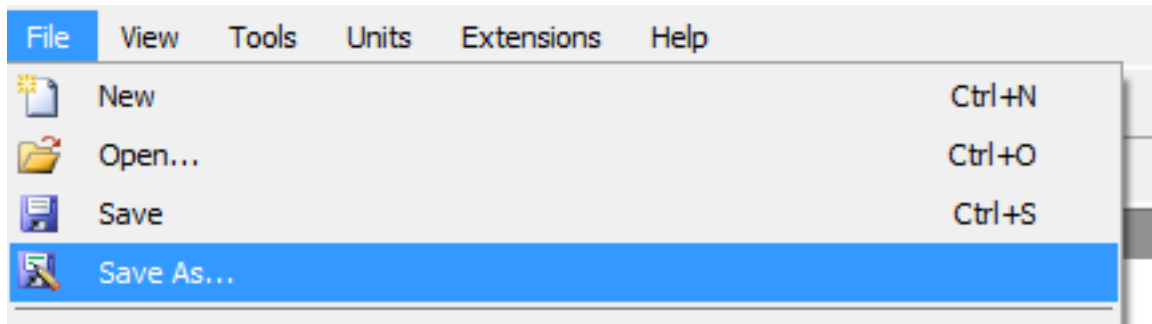 File View Tools Units Extensions Help
New Ctrl+N
Open... Ctrl+O
Save Ctrl+S
Save As...